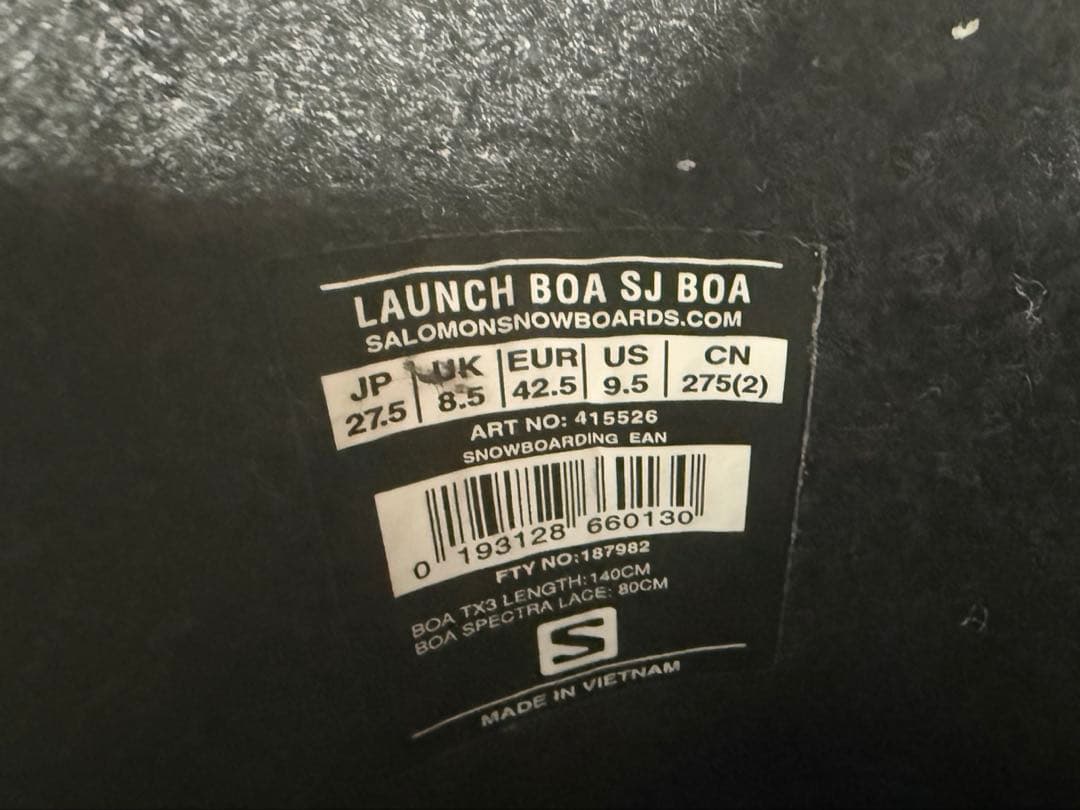 LAUNCH BOA SJ BOA
SALOMONSNOWBOARDS.COM
JP UK EUR US CN
27.5 8.5 42.5 9.5 275(2)
ART NO: 415526
SNOWBOARDING EAN
0 193128 660130
FTY NO:187982
BOA TX3 LENGTH: 140CM
BOA SPECTRA LACE: 80CM
S
MADE IN VIETNAM